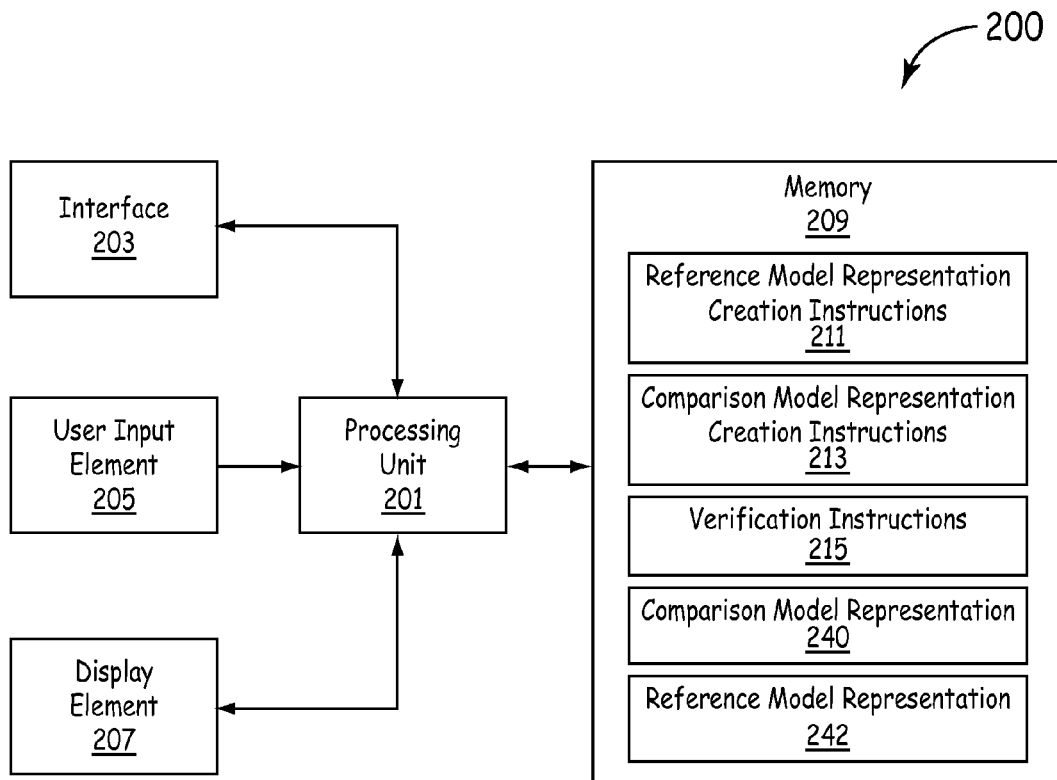 200
Interface
203
User Input
Element
205
Display
Element
207
Processing
Unit
201
Memory
209
Reference Model Representation
Creation Instructions
211
Comparison Model Representation
Creation Instructions
213
Verification Instructions
215
Comparison Model Representation
240
Reference Model Representation
242